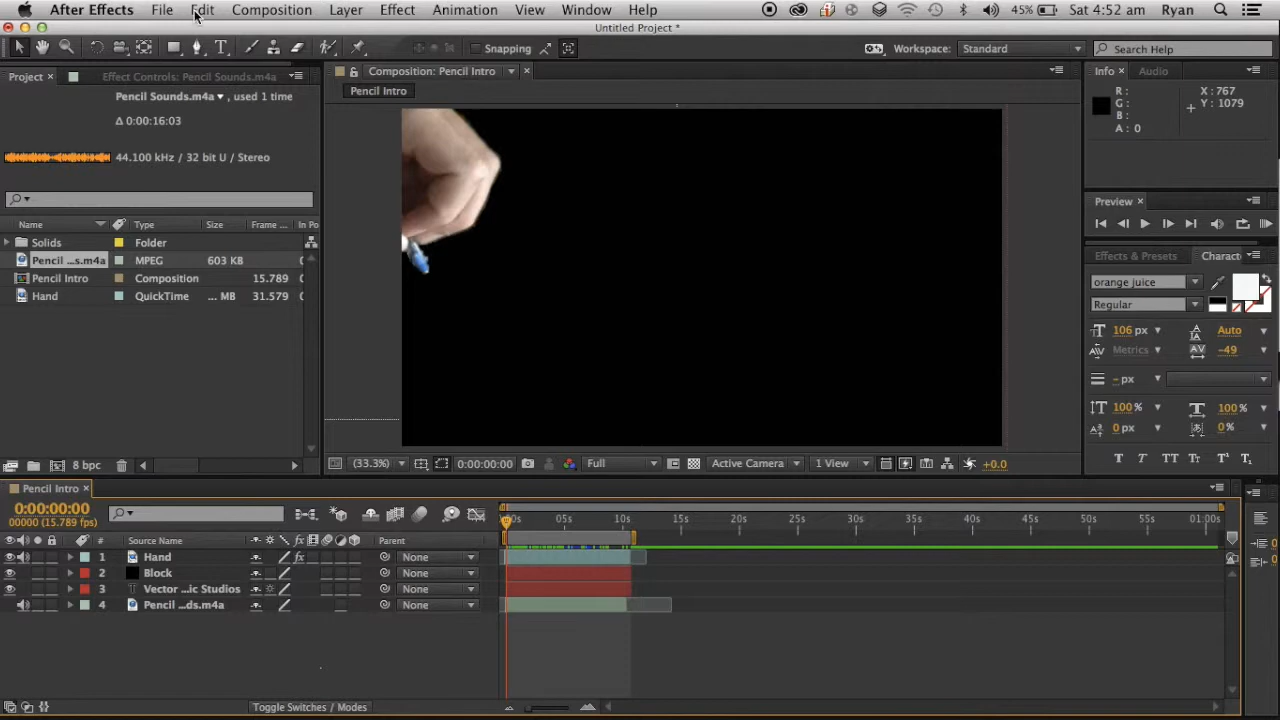 After Effects File Edit Composition Layer Effect Animation View Window Help 45% Sat 4:52 am Ryan
Untitled Project *
Snapping Workspace: Standard Search Help
Project × Effect Controls: Pencil Sounds.m4a
Pencil Sounds.m4a ▾, used 1 time
Δ 0:00:16:03
44.100 kHz / 32 bit U / Stereo
Name Type Size Frame ... In Po
Solids Folder
Pencil ...s.m4a MPEG 603 KB
Pencil Intro Composition 15.789
Hand QuickTime ... MB 31.579
8 bpc
Composition: Pencil Intro ×
Pencil Intro
(33.3%) 0:00:00:00 Full Active Camera 1 View +0.0
Info × Audio
R: X: 767
G: Y: 1079
B:
A: 0
Preview ×
Effects & Presets Charact
orange juice
Regular
106 px Auto
Metrics -49
- px
100% 100%
0 px 0%
T T TT Tt T¹ T₁
Pencil Intro ×
0:00:00:00
00000 (15.789 fps)
# Source Name Parent
1 Hand None
2 Block None
3 T Vector ...ic Studios None
4 Pencil ...ds.m4a None
:00s 05s 10s 15s 20s 25s 30s 35s 40s 45s 50s 55s 01:00s
Toggle Switches / Modes